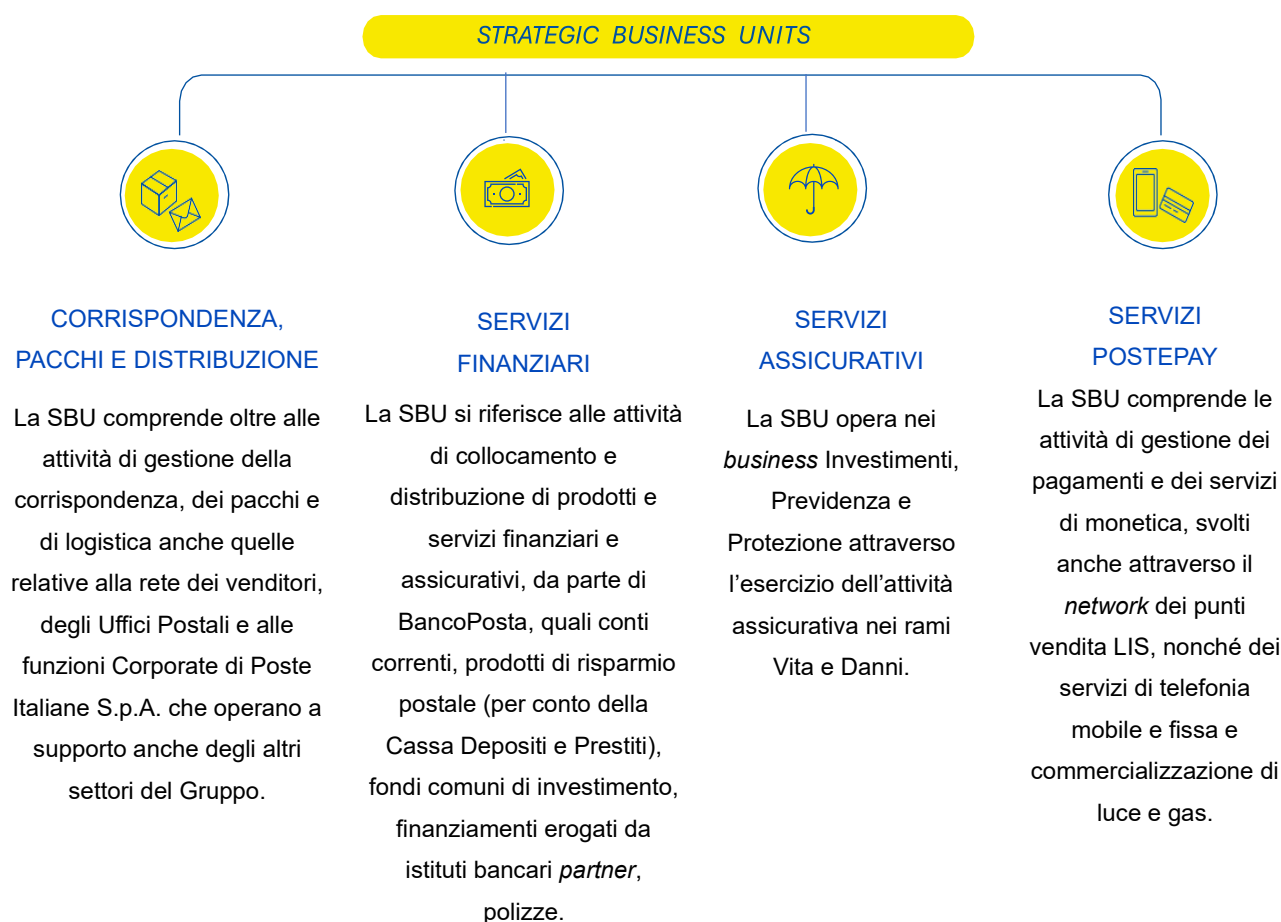 STRATEGIC BUSINESS UNITS
CORRISPONDENZA,
PACCHI E DISTRIBUZIONE
La SBU comprende oltre alle
attività di gestione della
corrispondenza, dei pacchi e
di logistica anche quelle
relative alla rete dei venditori,
degli Uffici Postali e alle
funzioni Corporate di Poste
Italiane S.p.A. che operano a
supporto anche degli altri
settori del Gruppo.
SERVIZI
FINANZIARI
La SBU si riferisce alle attività
di collocamento e
distribuzione di prodotti e
servizi finanziari e
assicurativi, da parte di
BancoPosta, quali conti
correnti, prodotti di risparmio
postale (per conto della
Cassa Depositi e Prestiti),
fondi comuni di investimento,
finanziamenti erogati da
istituti bancari partner,
polizze.
SERVIZI
ASSICURATIVI
La SBU opera nei
business Investimenti,
Previdenza e
Protezione attraverso
l’esercizio dell’attività
assicurativa nei rami
Vita e Danni.
SERVIZI
POSTEPAY
La SBU comprende le
attività di gestione dei
pagamenti e dei servizi
di monetica, svolti
anche attraverso il
network dei punti
vendita LIS, nonché dei
servizi di telefonia
mobile e fissa e
commercializzazione di
luce e gas.